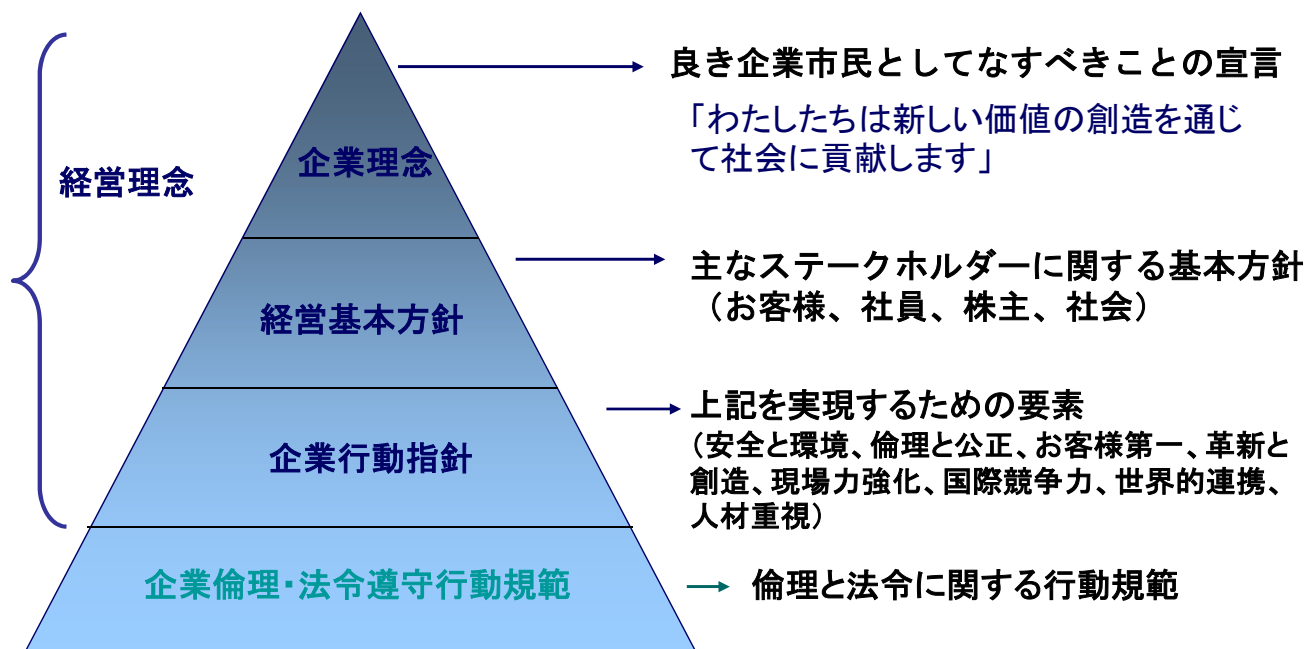 良き企業市民としてなすべきことの宣言
「わたしたちは新しい価値の創造を通じ
て社会に貢献します」
企業理念
経営理念
主なステークホルダーに関する基本方針
（お客様、社員、株主、社会）
経営基本方針
上記を実現するための要素
（安全と環境、倫理と公正、お客様第一、革新と
創造、現場力強化、国際競争力、世界的連携、
人材重視）
企業行動指針
企業倫理・法令遵守行動規範
倫理と法令に関する行動規範